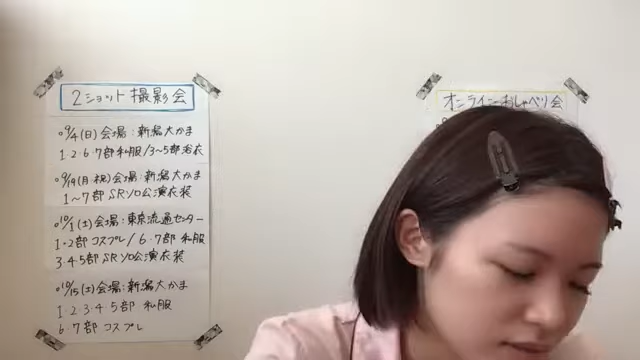 2ショット撮影会
○9/4(日)会場:新潟大かま
1・2・6・7部私服/3~5部浴衣
○9/19(月・祝)会場:新潟大かま
1~7部 SRソロ公演衣装
○10/1(土)会場:東京流通センター
1・2部 コスプレ/6・7部 私服
3・4・5部 SRソロ公演衣装
○10/15(土)会場:新潟大かま
1・2・3・4・5部 私服
6・7部 コスプレ
オンラインおしゃべり会